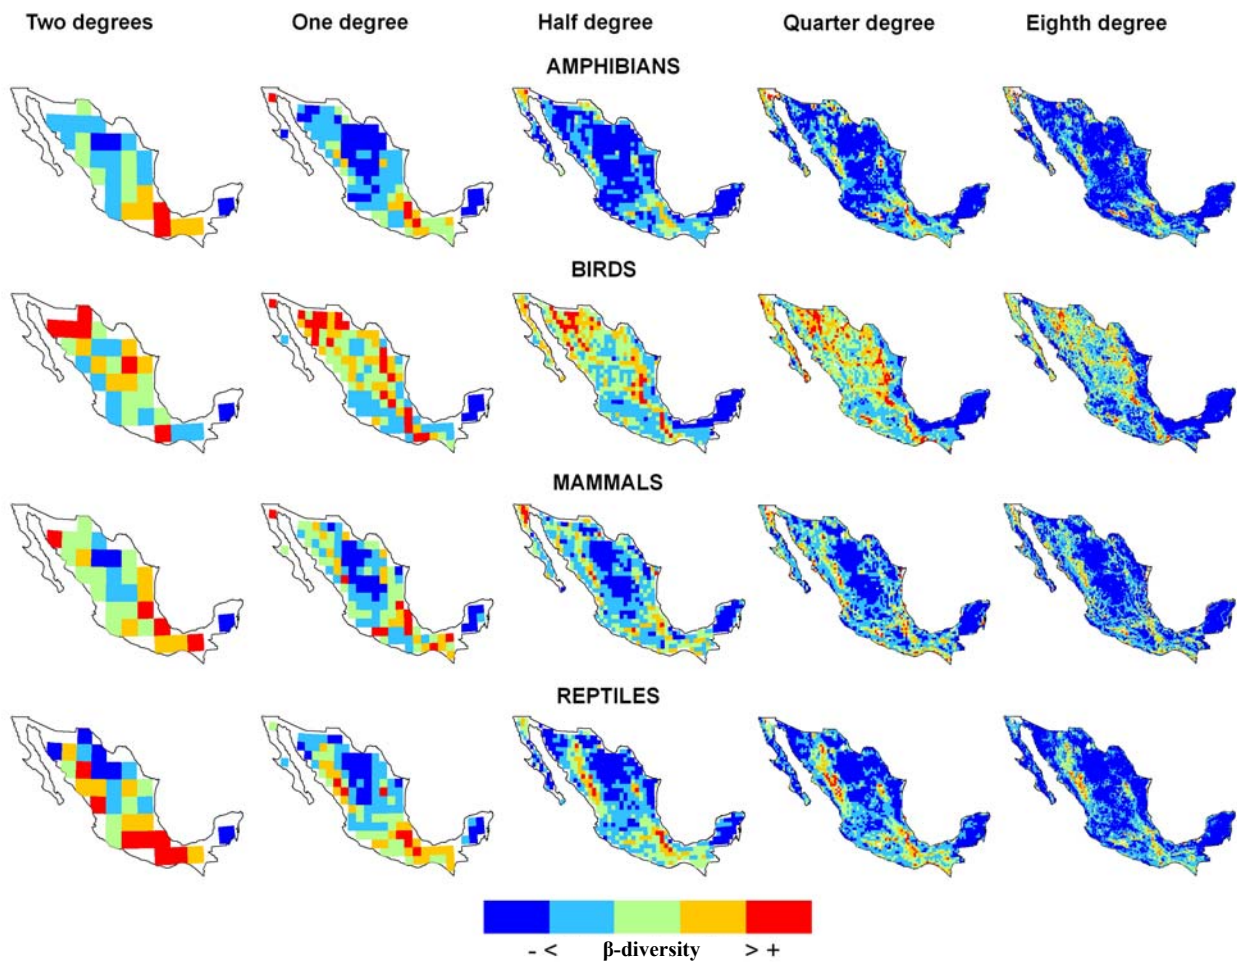 Two degrees One degree Half degree Quarter degree Eighth degree
AMPHIBIANS
BIRDS
MAMMALS
REPTILES
- < β-diversity > +